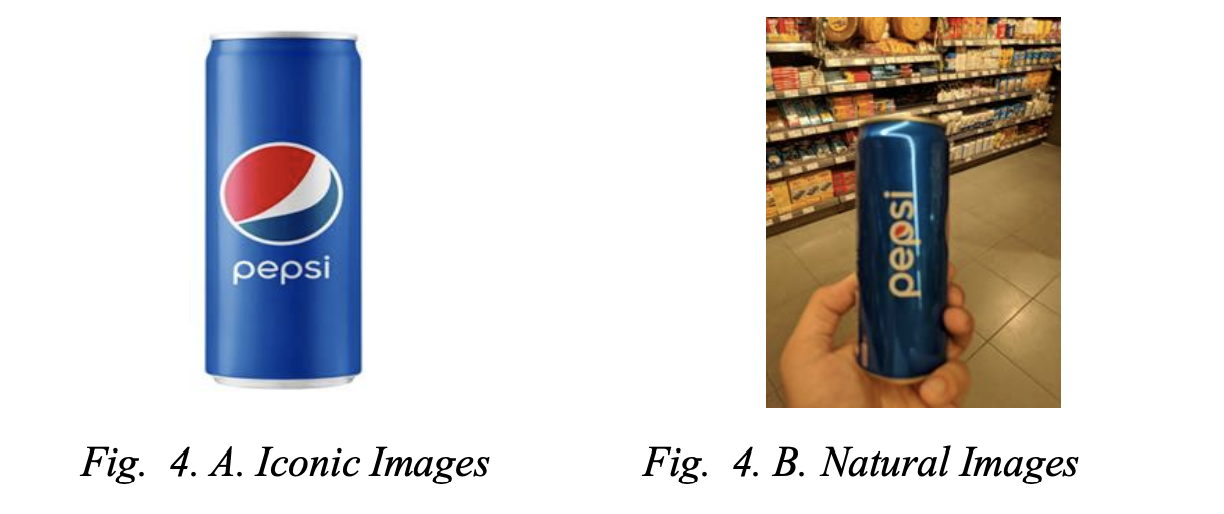 pepsi
pepsi
Fig. 4. A. Iconic Images
Fig. 4. B. Natural Images